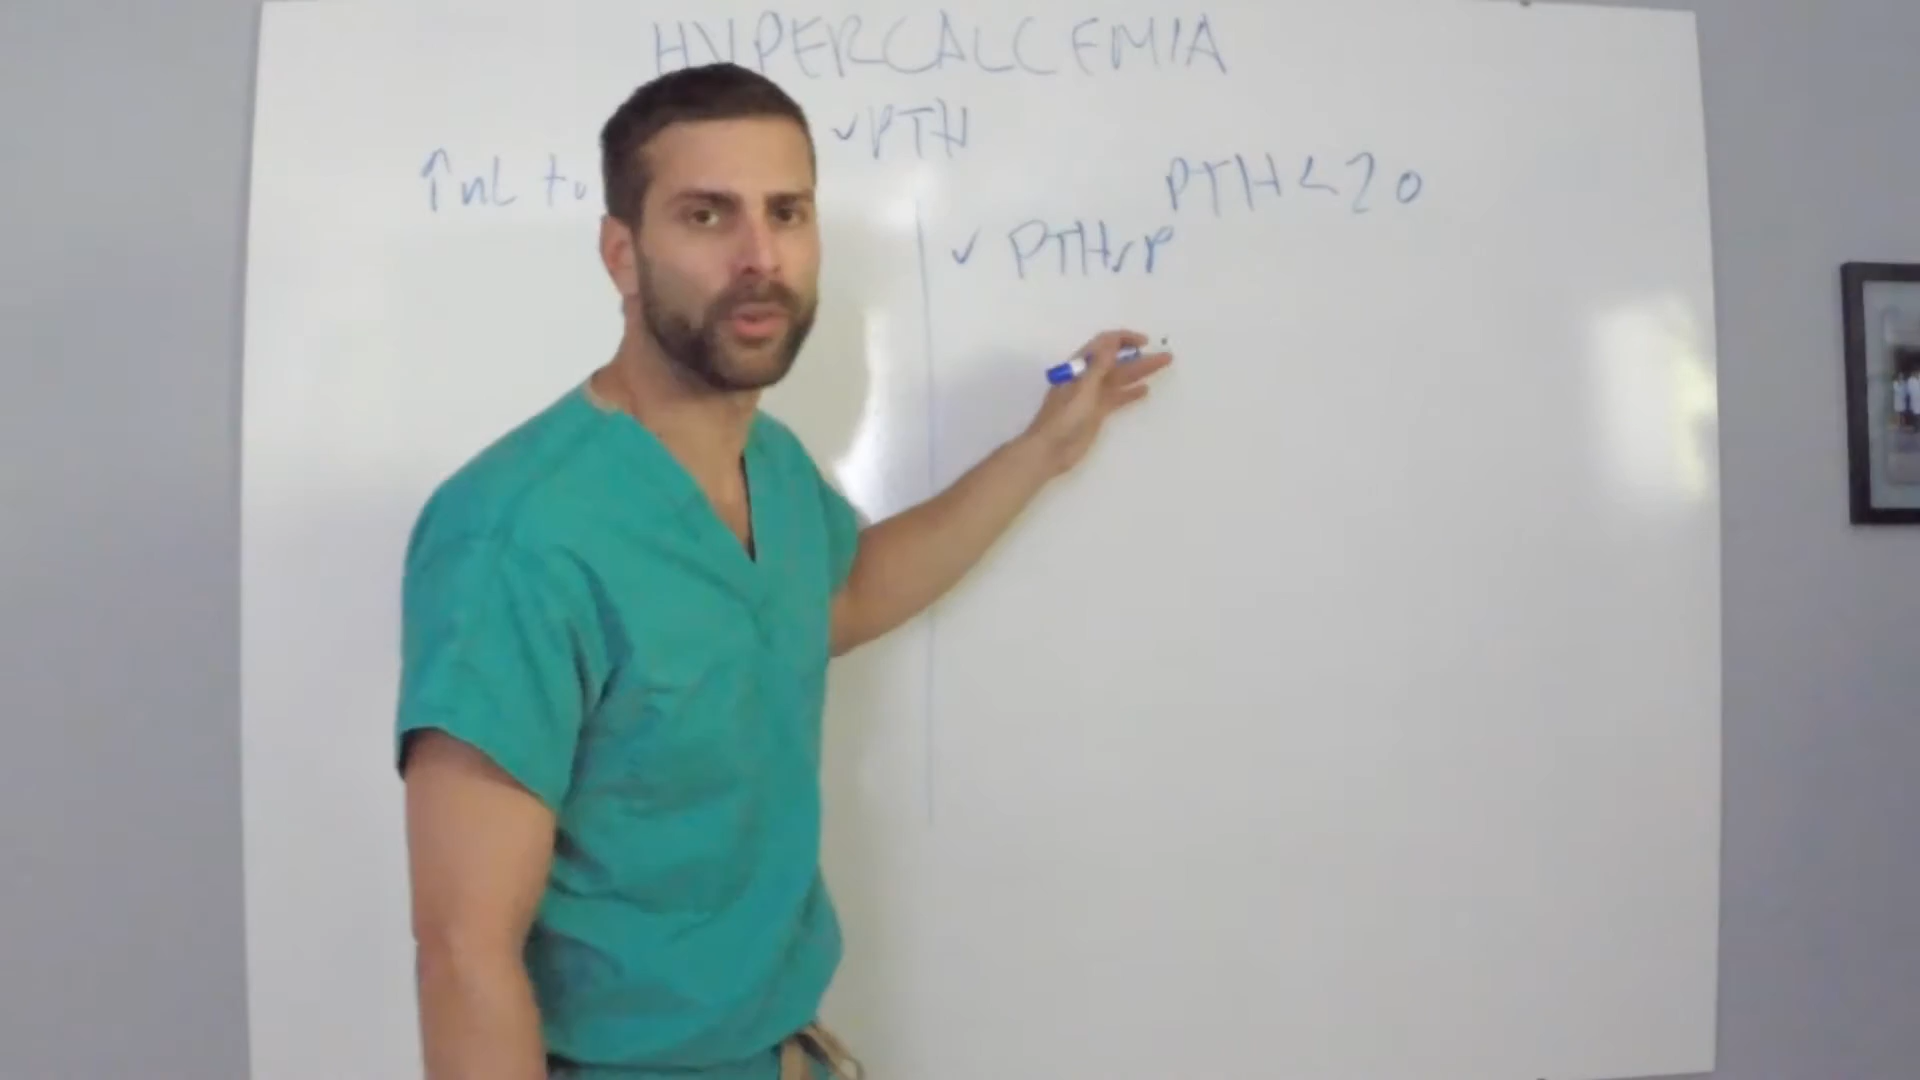 HYPERCALCEMIA
✓PTH
↑nL to
PTH<20
✓ PTHrP